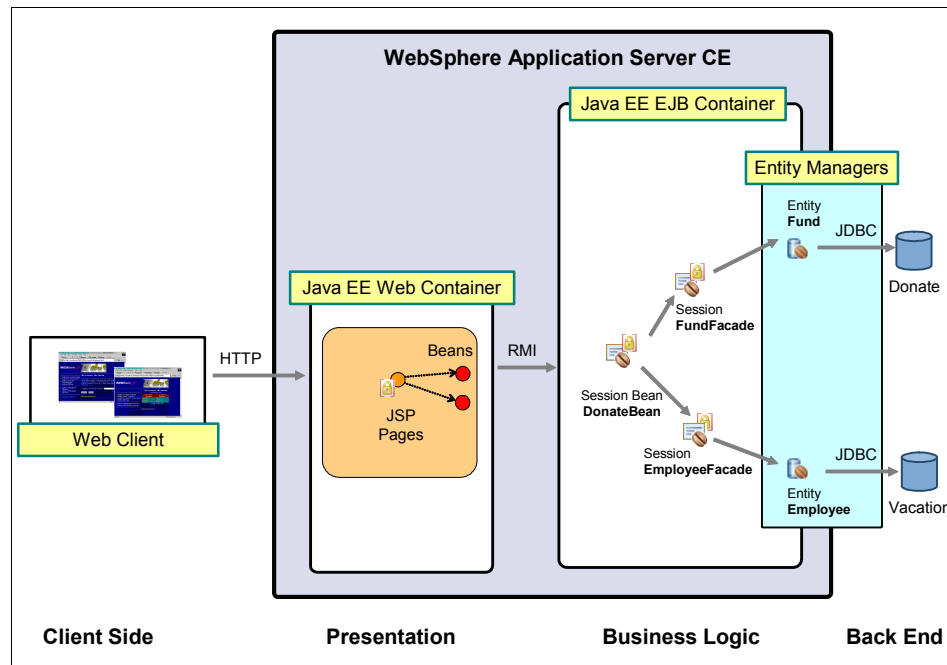 WebSphere Application Server CE
Java EE EJB Container
Entity Managers
Entity
Fund
JDBC
Donate
Java EE Web Container
Session
FundFacade
HTTP
Beans
RMI
JSP
Pages
Session Bean
DonateBean
Web Client
Session
EmployeeFacade
JDBC
Entity
Employee
Vacation
Client Side
Presentation
Business Logic
Back End